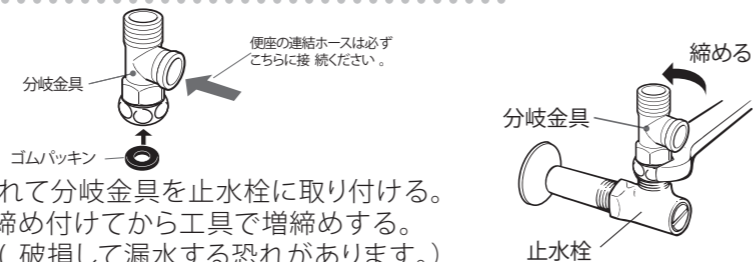 便座の連結ホースは必ず
こちらに接 続ください 。
分岐金具
ゴムパッキン
締める
分岐金具
止水栓
れて分岐金具を止水栓に取り付ける。
締め付けてから工具で増締めする。
( 破損して漏水する恐れがあります。)